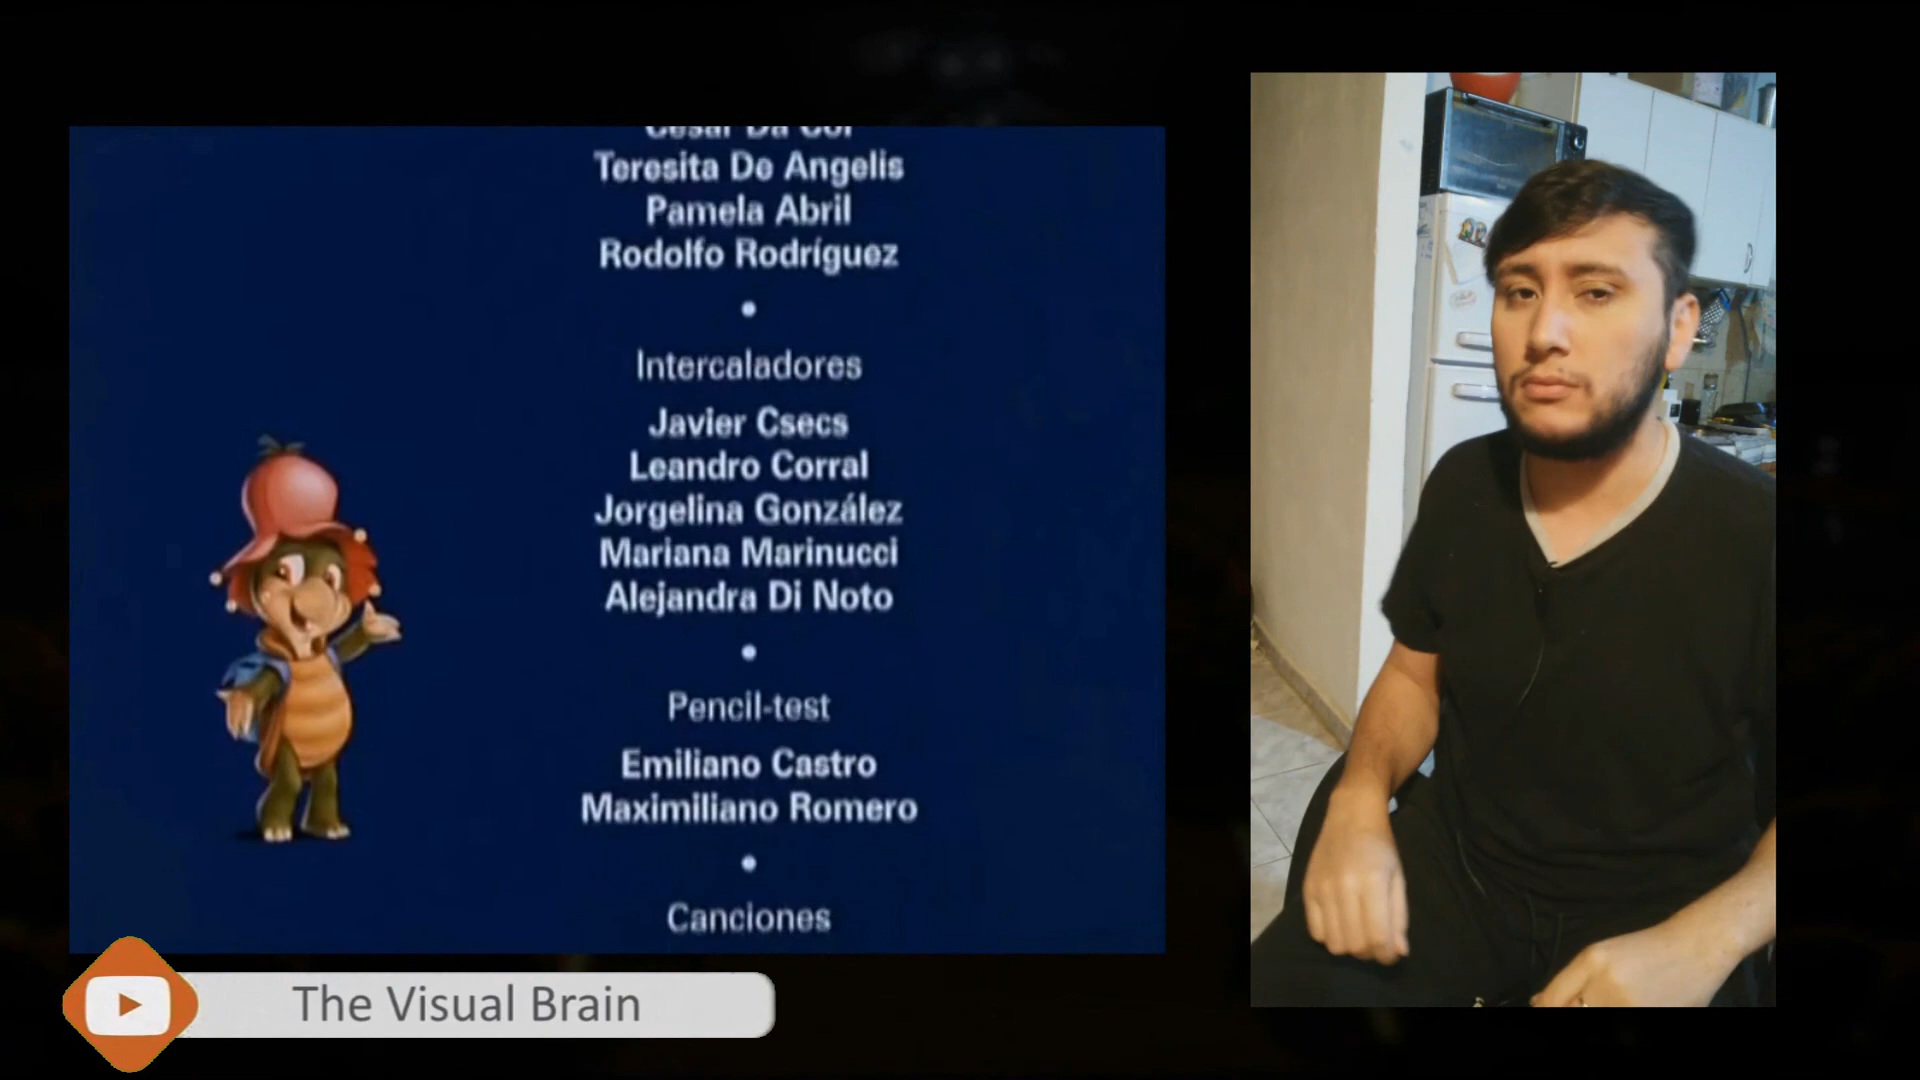 Teresita De Angelis
Pamela Abril
Rodolfo Rodríguez
•
Intercaladores
Javier Csecs
Leandro Corral
Jorgelina González
Mariana Marinucci
Alejandra Di Noto
•
Pencil-test
Emiliano Castro
Maximiliano Romero
•
Canciones
The Visual Brain